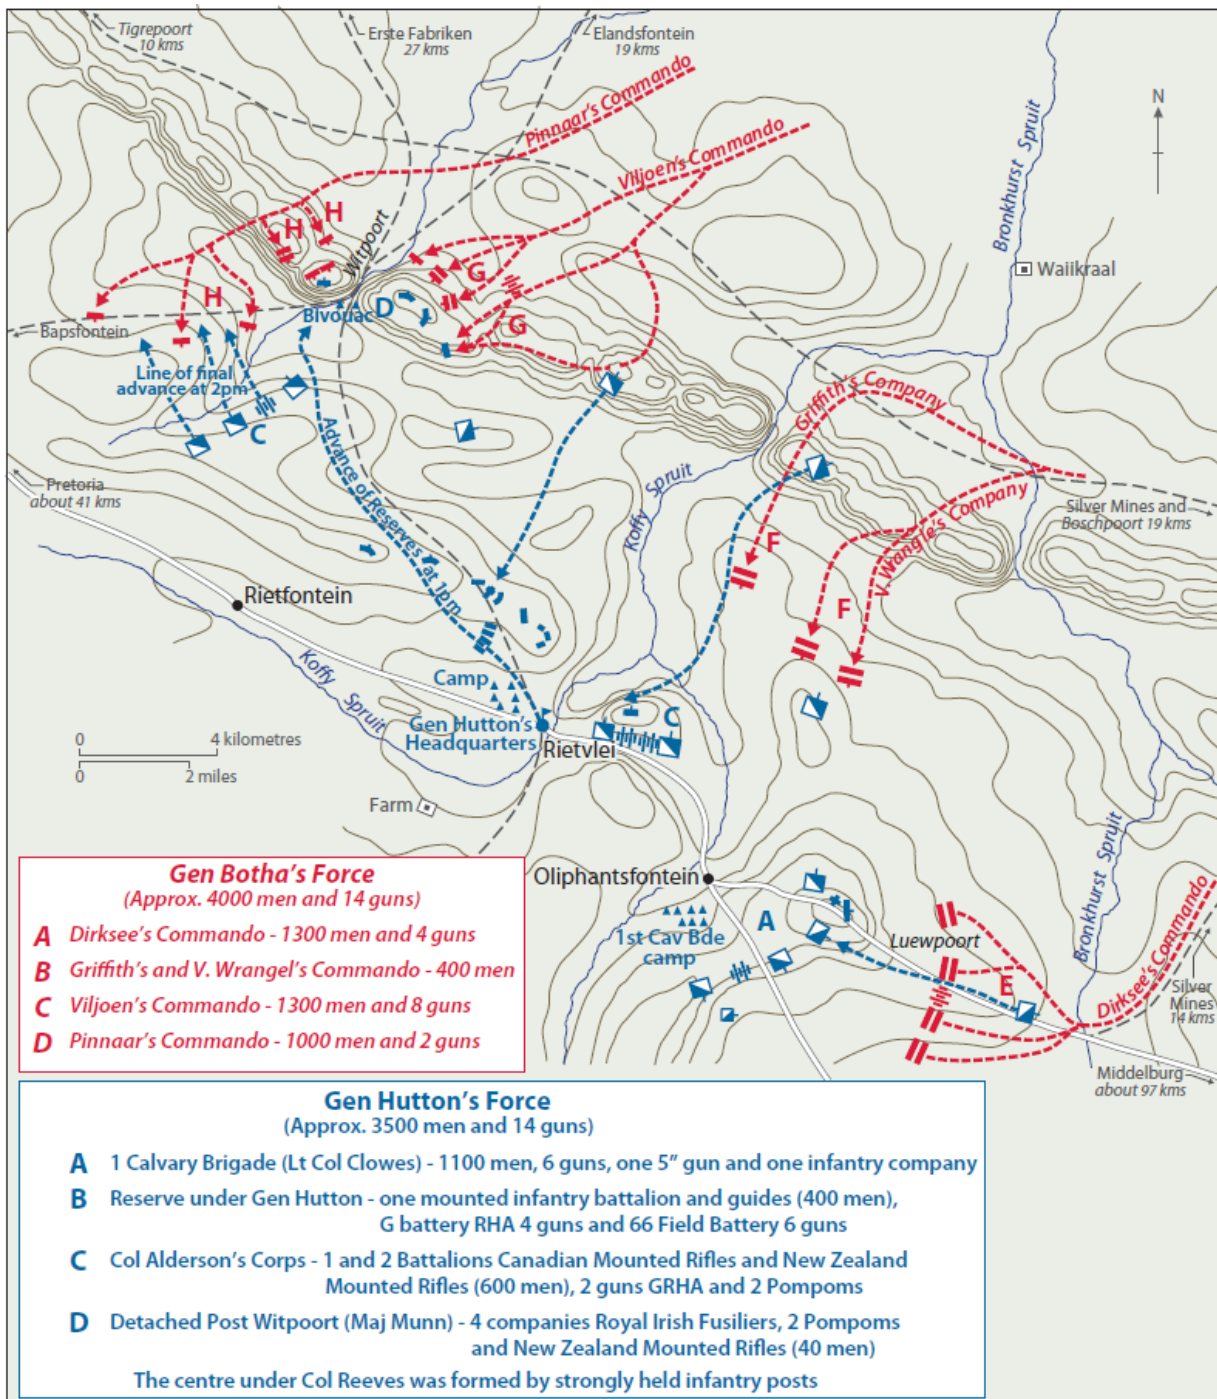 Tigrepoort
10 kms
Erste Fabriken
27 kms
Elandsfontein
19 kms
Pinnaar's Commando
Viljoen's Commando
N
Bronkhurst Spruit
Waiikraal
H
H
Witpoort
H
G
G
D
Bivouac
Bapsfontein
Line of final
advance at 2pm
C
Advance of Reserves at 1pm
Griffith's Company
Koffy Spruit
V. Wrangle's Company
Silver Mines and
Boschpoort 19 kms
Pretoria
about 41 kms
F
F
Rietfontein
Koffy Spruit
Camp
Gen Hutton's
Headquarters
C
Rietvlei
0 4 kilometres
0 2 miles
Farm
Oliphantsfontein
A
1st Cav Bde
camp
Luewpoort
E
Bronkhurst Spruit
Dirksee's Commando
Silver
Mines
14 kms
Middelburg
about 97 kms
Gen Botha's Force
(Approx. 4000 men and 14 guns)
A Dirksee's Commando - 1300 men and 4 guns
B Griffith's and V. Wrangel's Commando - 400 men
C Viljoen's Commando - 1300 men and 8 guns
D Pinnaar's Commando - 1000 men and 2 guns
Gen Hutton's Force
(Approx. 3500 men and 14 guns)
A 1 Calvary Brigade (Lt Col Clowes) - 1100 men, 6 guns, one 5" gun and one infantry company
B Reserve under Gen Hutton - one mounted infantry battalion and guides (400 men),
G battery RHA 4 guns and 66 Field Battery 6 guns
C Col Alderson's Corps - 1 and 2 Battalions Canadian Mounted Rifles and New Zealand
Mounted Rifles (600 men), 2 guns GRHA and 2 Pompoms
D Detached Post Witpoort (Maj Munn) - 4 companies Royal Irish Fusiliers, 2 Pompoms
and New Zealand Mounted Rifles (40 men)
The centre under Col Reeves was formed by strongly held infantry posts